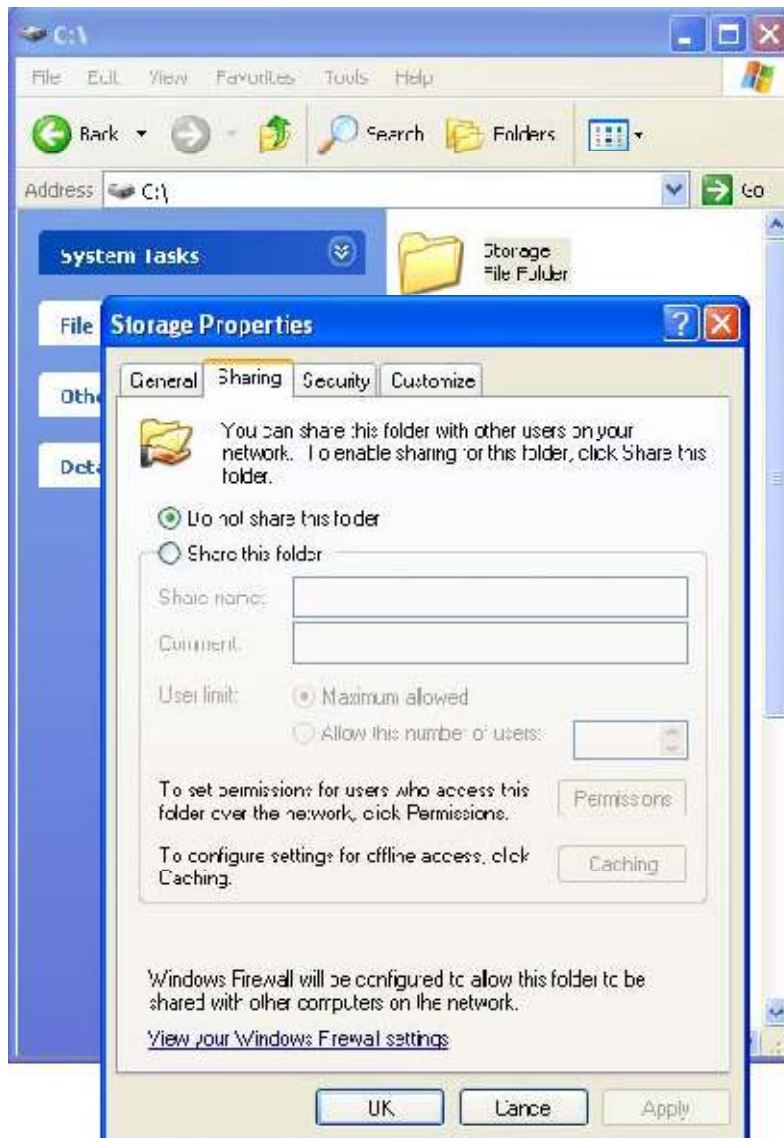 C:\
File Edit View Favorites Tools Help
Back Search Folders
Address C:\ Go
System Tasks
Storage
File Folder
File
Storage Properties
Othe
Deta
General Sharing Security Customize
You can share this folder with other users on your
network. To enable sharing for this folder, click Share this
folder.
Do not share this folder
Share this folder
Share name:
Comment:
User limit: Maximum allowed
Allow this number of users:
To set permissions for users who access this
folder over the network, click Permissions.
Permissions
To configure settings for offline access, click
Caching.
Caching
Windows Firewall will be configured to allow this folder to be
shared with other computers on the network.
View your Windows Firewall settings
OK Cancel Apply